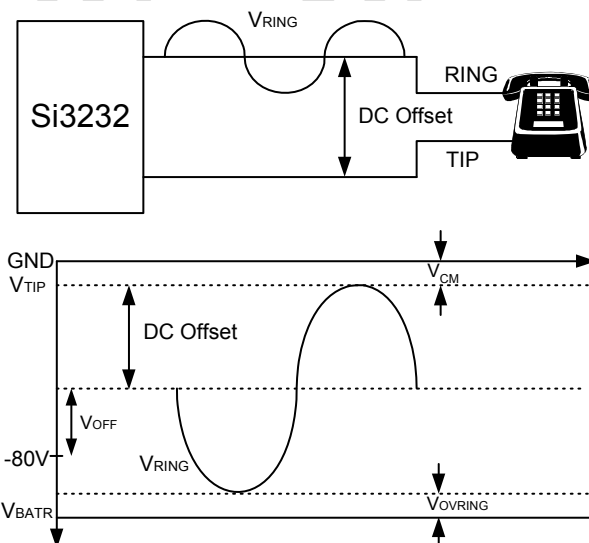 VRING
Si3232
RING
DC Offset
TIP
GND
VCM
VTIP
DC Offset
VOFF
-80V
VRING
VOVRING
VBATR